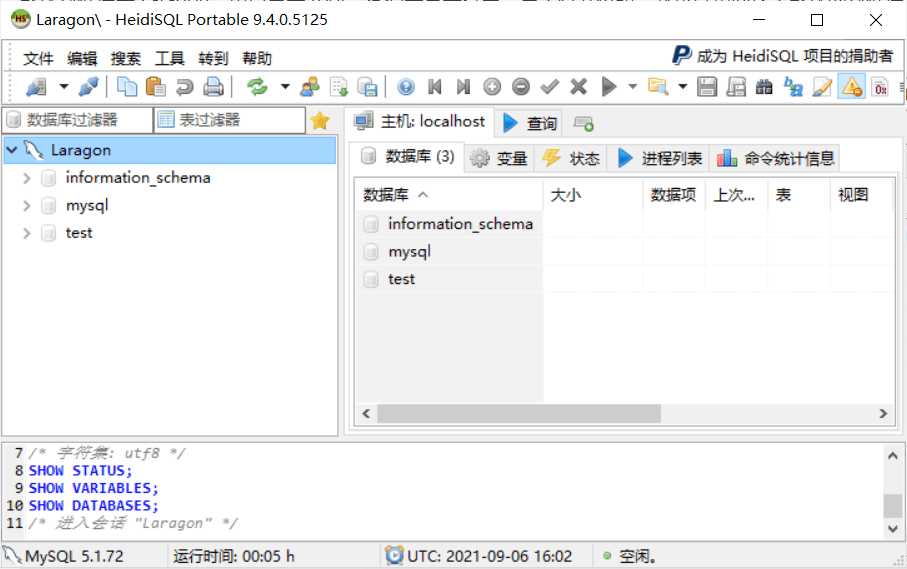 Laragon\ - HeidiSQL Portable 9.4.0.5125
文件 编辑 搜索 工具 转到 帮助
成为 HeidiSQL 项目的捐助者
数据库过滤器 表过滤器
Laragon
information_schema
mysql
test
主机: localhost 查询
数据库 (3) 变量 状态 进程列表 命令统计信息
数据库 大小 数据项 上次... 表 视图
information_schema
mysql
test
7 /* 字符集: utf8 */
8 SHOW STATUS;
9 SHOW VARIABLES;
10 SHOW DATABASES;
11 /* 进入会话 "Laragon" */
MySQL 5.1.72 运行时间: 00:05 h UTC: 2021-09-06 16:02 空闲。